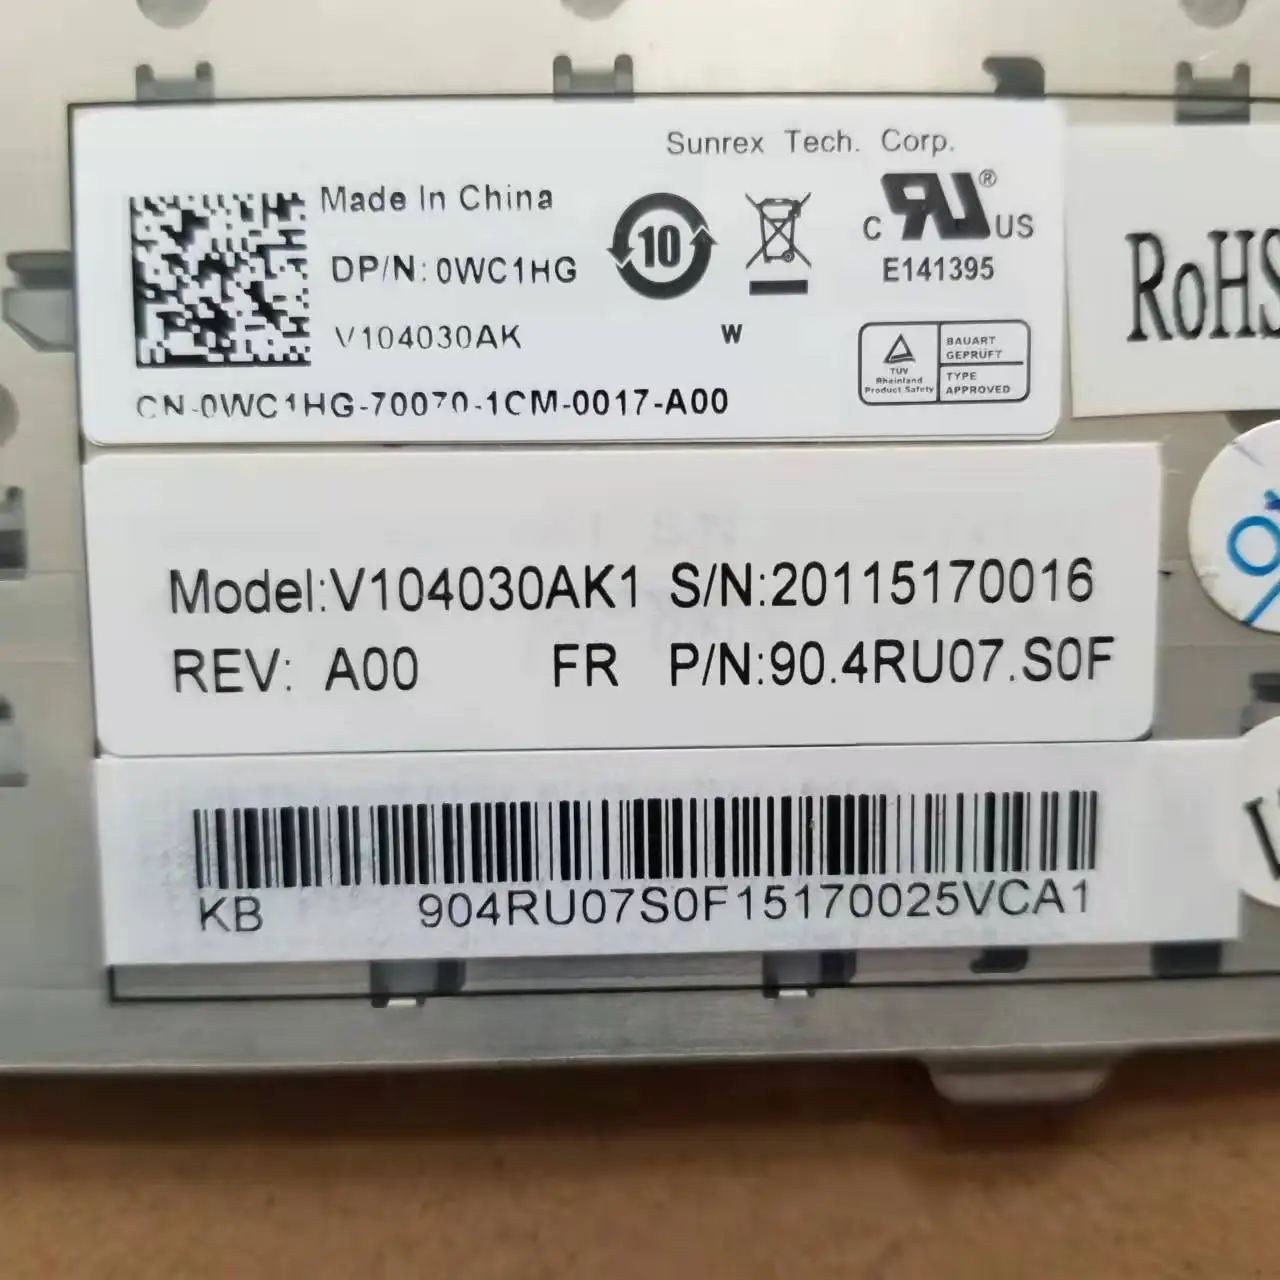 Sunrex Tech. Corp.
Made In China
DP/N: 0WC1HG
10
C US
®
E141395
V104030AK
W
TÜV
Rheinland
Product Safety
BAUART
GEPRÜFT
TYPE
APPROVED
CN-0WC1HG-70070-1CM-0017-A00
RoHS
Model:V104030AK1 S/N:20115170016
REV: A00 FR P/N:90.4RU07.S0F
KB 904RU07S0F15170025VCA1